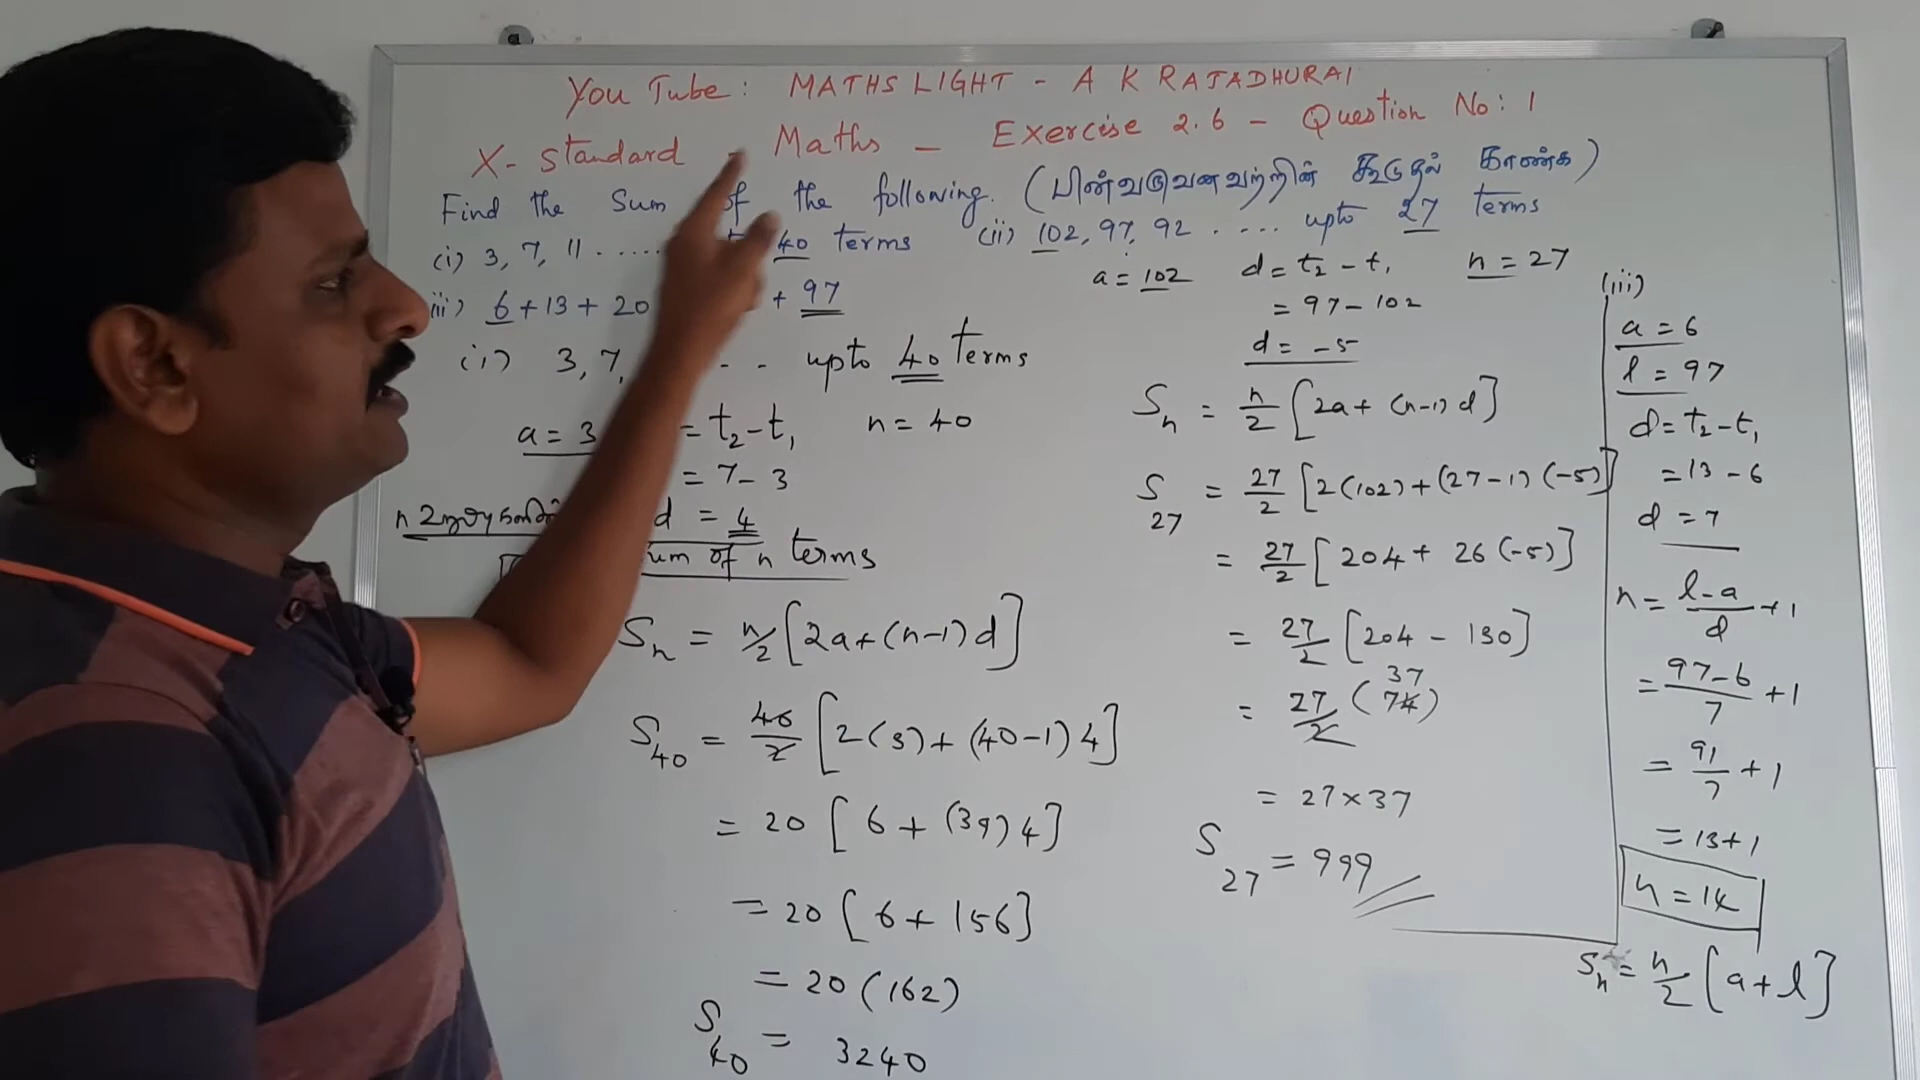 You Tube: MATHS LIGHT - A K RAJADHURAI
X- Standard - Maths - Exercise 2.6 - Question No: 1
Find the Sum of the following. (பின்வருவனவற்றின் கூடுதல் காண்க)
(i) 3, 7, 11 ...... 40 terms (ii) 102, 97, 92 .... upto 27 terms
iii) 6 + 13 + 20 + 97
(i) 3, 7, - - upto 40 terms
a = 3 = t₂ - t₁ n = 40
= 7 - 3
d = 4
n um of n terms
Sₙ = n/2 [2a + (n-1) d]
S₄₀ = 40/2 [2(3) + (40-1) 4]
= 20 [6 + (39) 4]
= 20 [6 + 156]
= 20 (162)
S₄₀ = 3240
a = 102 d = t₂ - t₁ n = 27
= 97 - 102
d = -5
Sₙ = n/2 [2a + (n-1) d]
S₂₇ = 27/2 [2(102) + (27-1) (-5)]
= 27/2 [204 + 26 (-5)]
= 27/2 [204 - 130]
37
= 27/2 (74)
= 27 × 37
S₂₇ = 999
(iii)
a = 6
l = 97
d = t₂ - t₁
= 13 - 6
d = 7
n = l-a/d + 1
= 97-6/7 + 1
= 91/7 + 1
= 13 + 1
n = 14
Sₙ = n/2 [a + l]